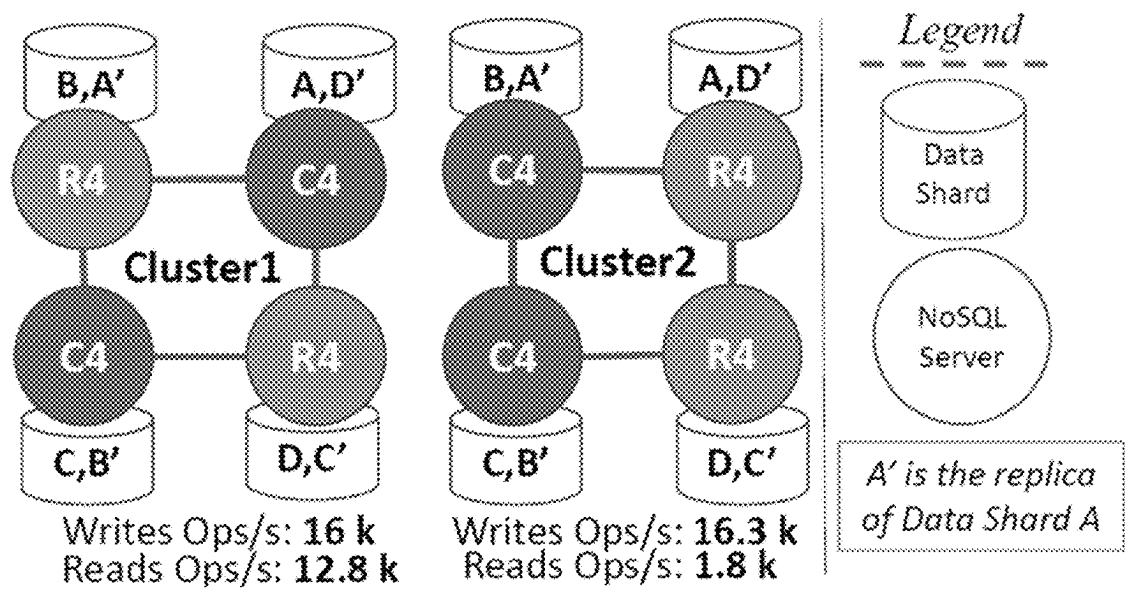 B,A’
A,D’
R4
C4
Cluster1
C4
R4
C,B’
D,C’
Writes Ops/s: 16 k
Reads Ops/s: 12.8 k
B,A’
A,D’
C4
R4
Cluster2
C4
R4
C,B’
D,C’
Writes Ops/s: 16.3 k
Reads Ops/s: 1.8 k
Legend
Data
Shard
NoSQL
Server
A’ is the replica
of Data Shard A